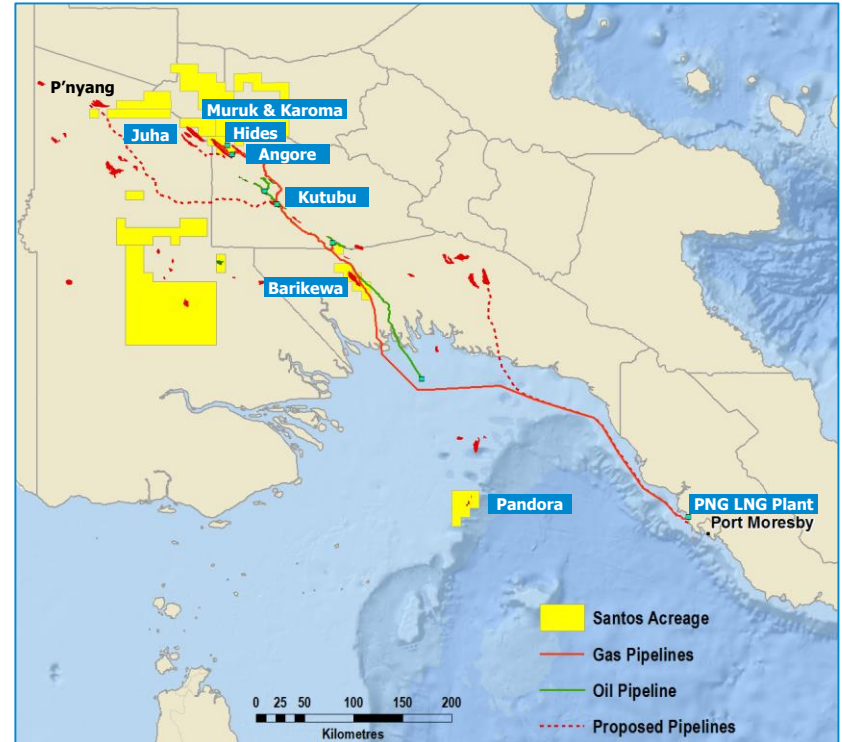 P'nyang
Muruk & Karoma
Juha
Hides
Angore
Kutubu
Barikewa
Pandora
PNG LNG Plant
Port Moresby
Santos Acreage
Gas Pipelines
Oil Pipeline
Proposed Pipelines
0 25 50 100 150 200
Kilometres